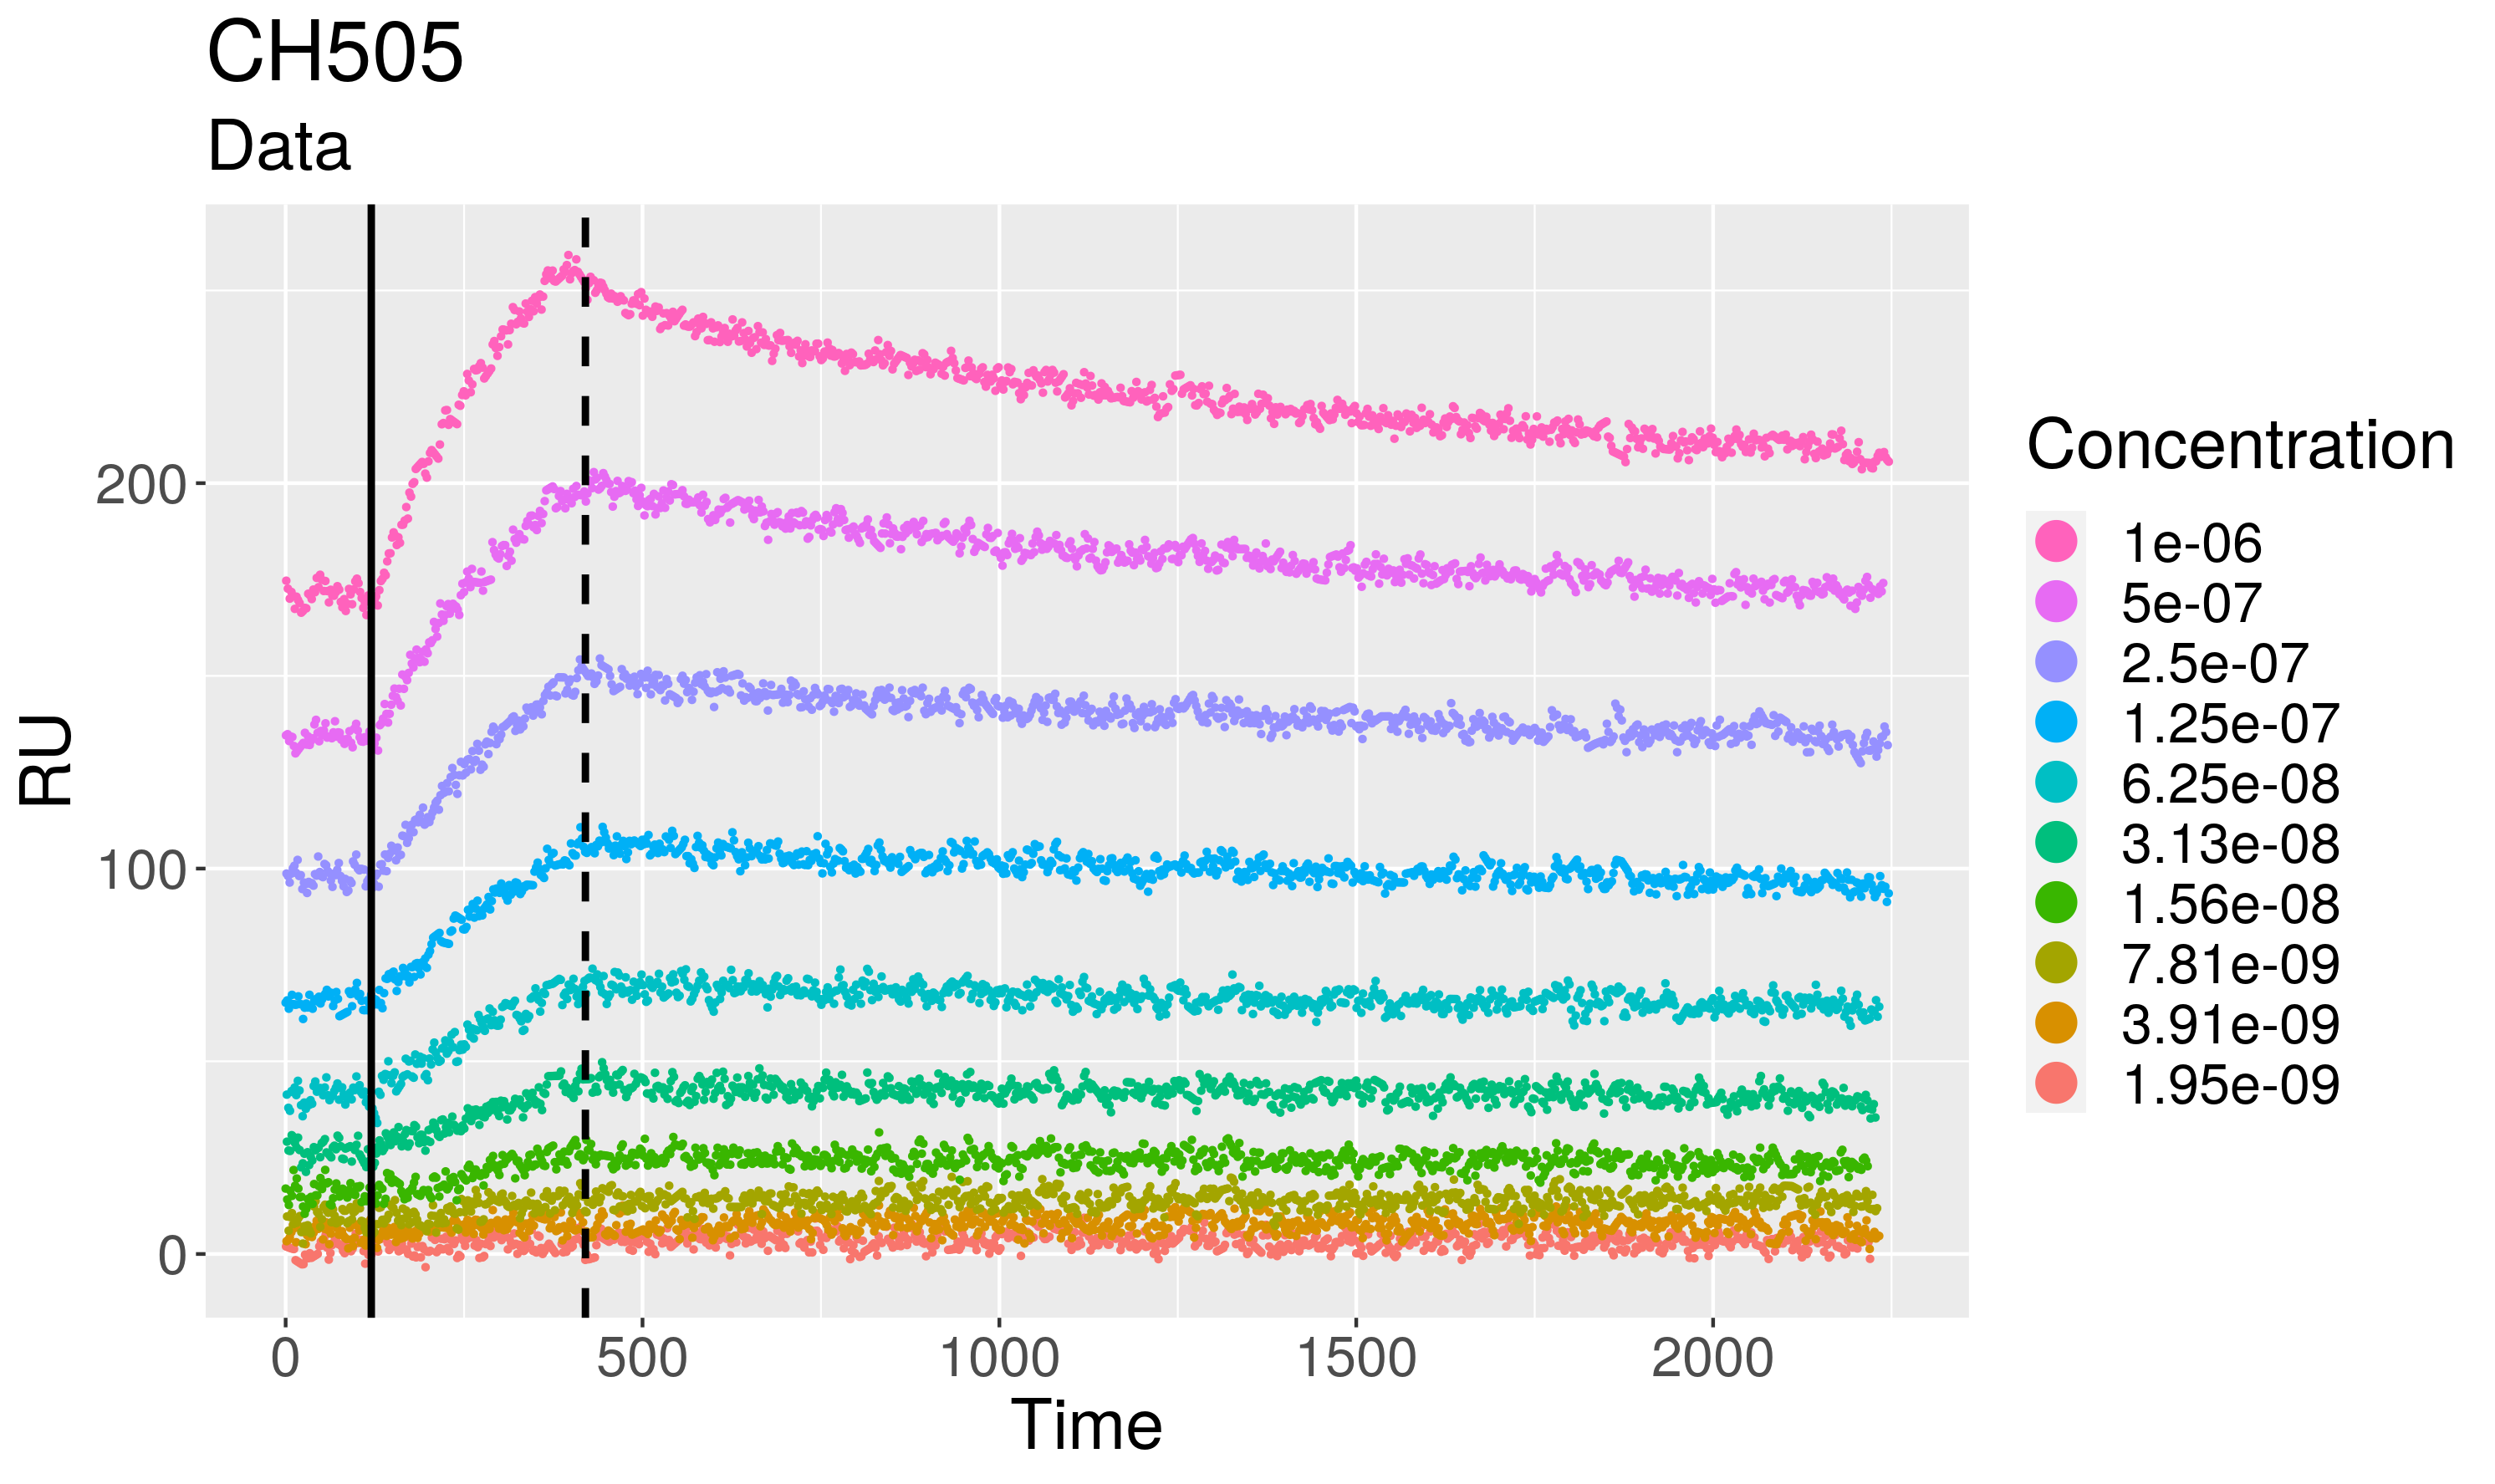 CH505
Data
RU
200
100
0
0 500 1000 1500 2000
Time
Concentration
1e-06
5e-07
2.5e-07
1.25e-07
6.25e-08
3.13e-08
1.56e-08
7.81e-09
3.91e-09
1.95e-09